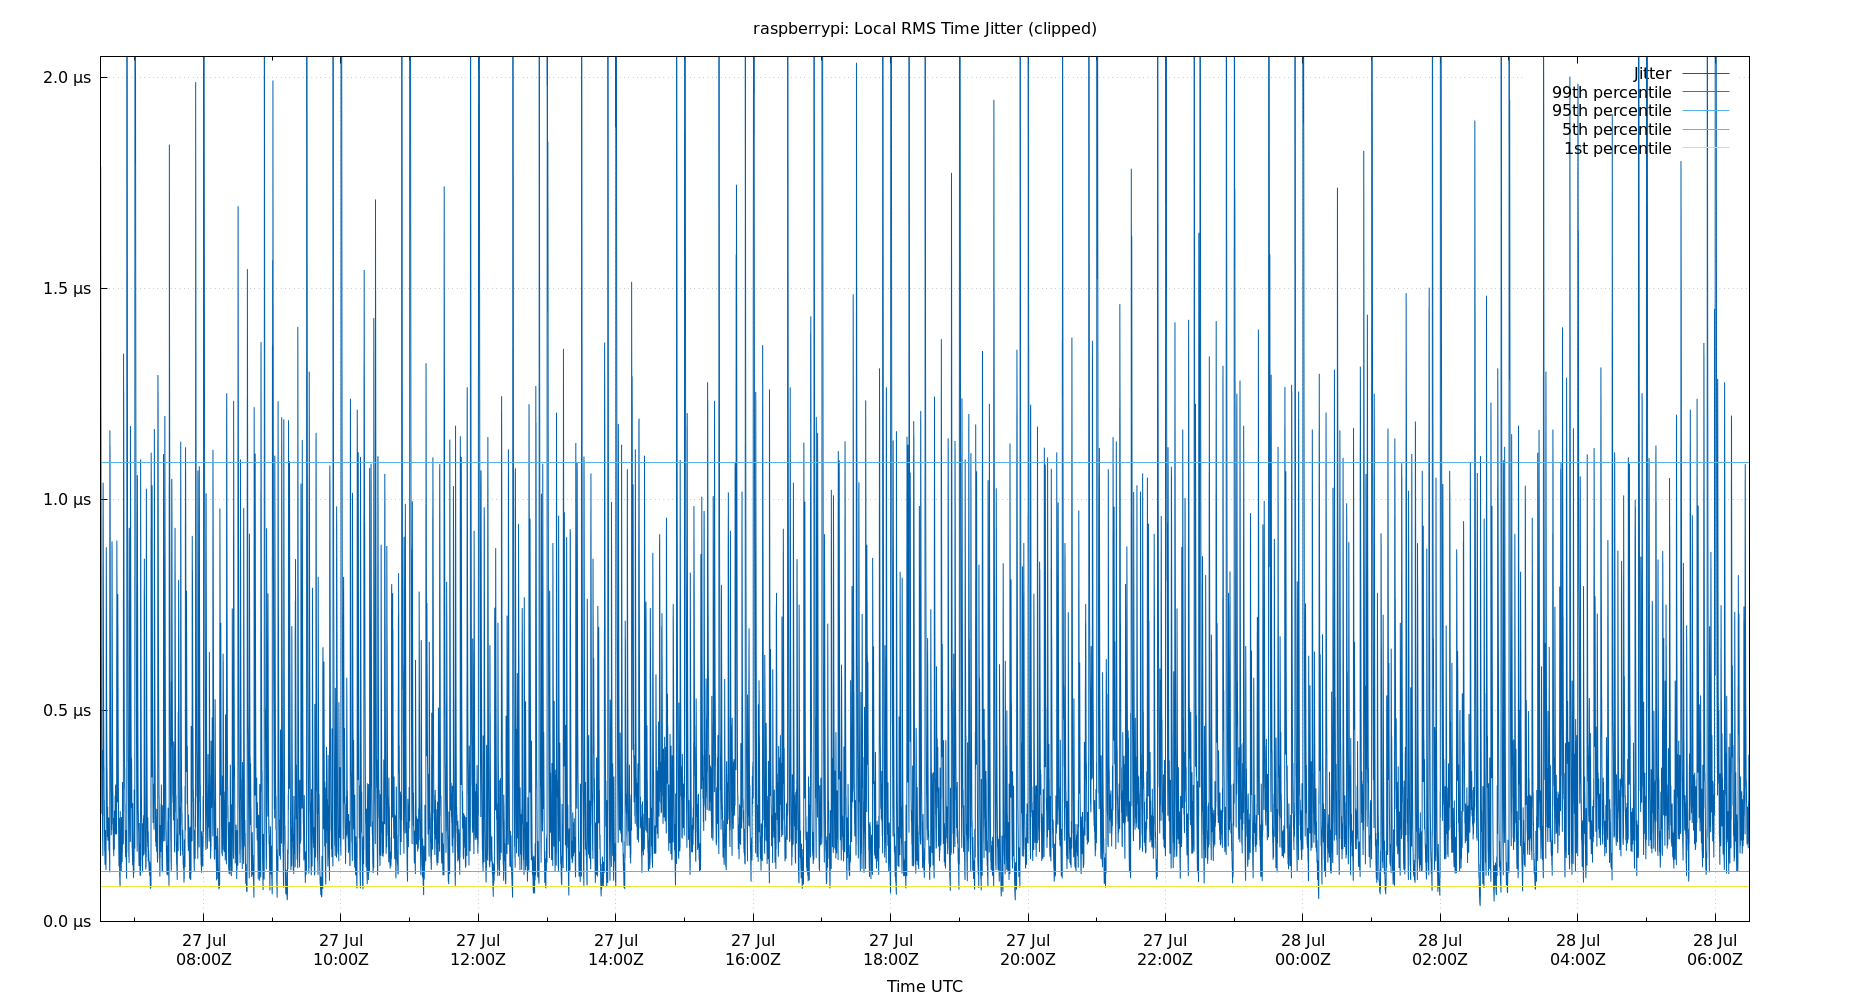 raspberrypi: Local RMS Time Jitter (clipped)
2.0 µs
1.5 µs
1.0 µs
0.5 µs
0.0 µs
Jitter
99th percentile
95th percentile
5th percentile
1st percentile
27 Jul 27 Jul 27 Jul 27 Jul 27 Jul 27 Jul 27 Jul 27 Jul 28 Jul 28 Jul 28 Jul 28 Jul
08:00Z 10:00Z 12:00Z 14:00Z 16:00Z 18:00Z 20:00Z 22:00Z 00:00Z 02:00Z 04:00Z 06:00Z
Time UTC